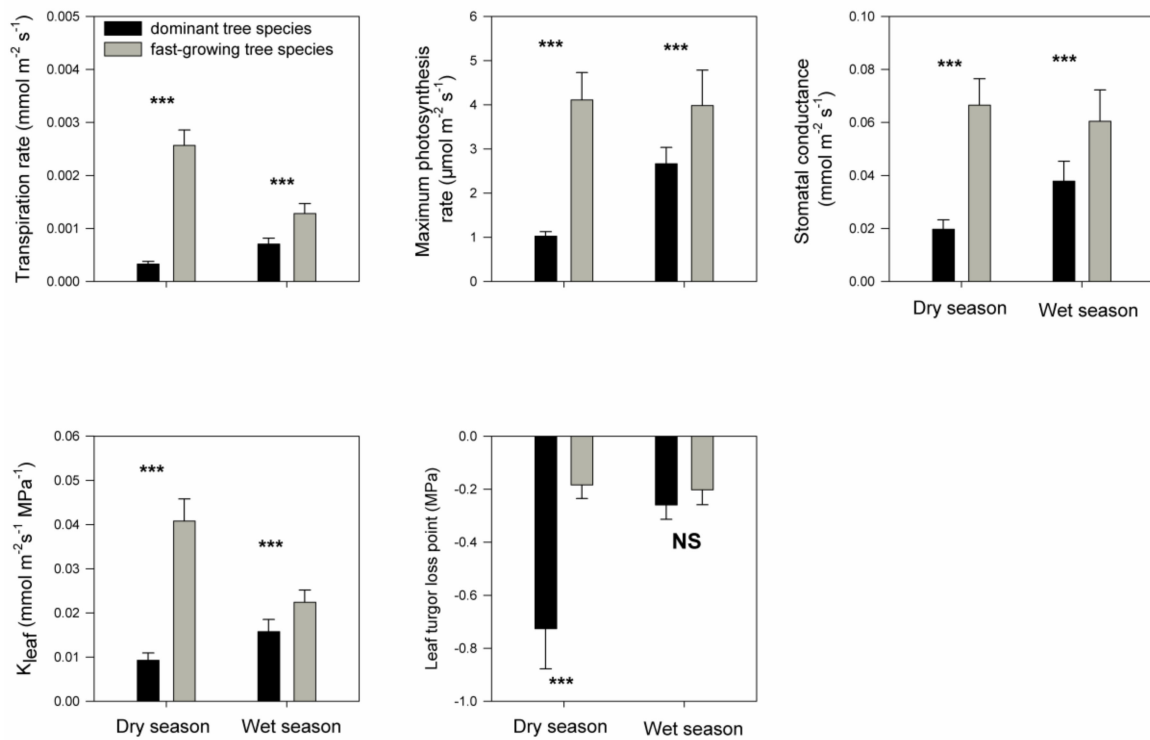 Transpiration rate (mmol m⁻² s⁻¹)
0.005
0.004
0.003
0.002
0.001
0.000
dominant tree species
fast-growing tree species
***
***
Maximum photosynthesis
rate (μmol m⁻² s⁻¹)
6
5
4
3
2
1
0
***
***
Stomatal conductance
(mmol m⁻² s⁻¹)
0.10
0.08
0.06
0.04
0.02
0.00
***
***
Dry season
Wet season
K_leaf (mmol m⁻²s⁻¹ MPa⁻¹)
0.06
0.05
0.04
0.03
0.02
0.01
0.00
***
***
Dry season
Wet season
Leaf turgor loss point (MPa)
0.0
-0.2
-0.4
-0.6
-0.8
-1.0
***
NS
Dry season
Wet season